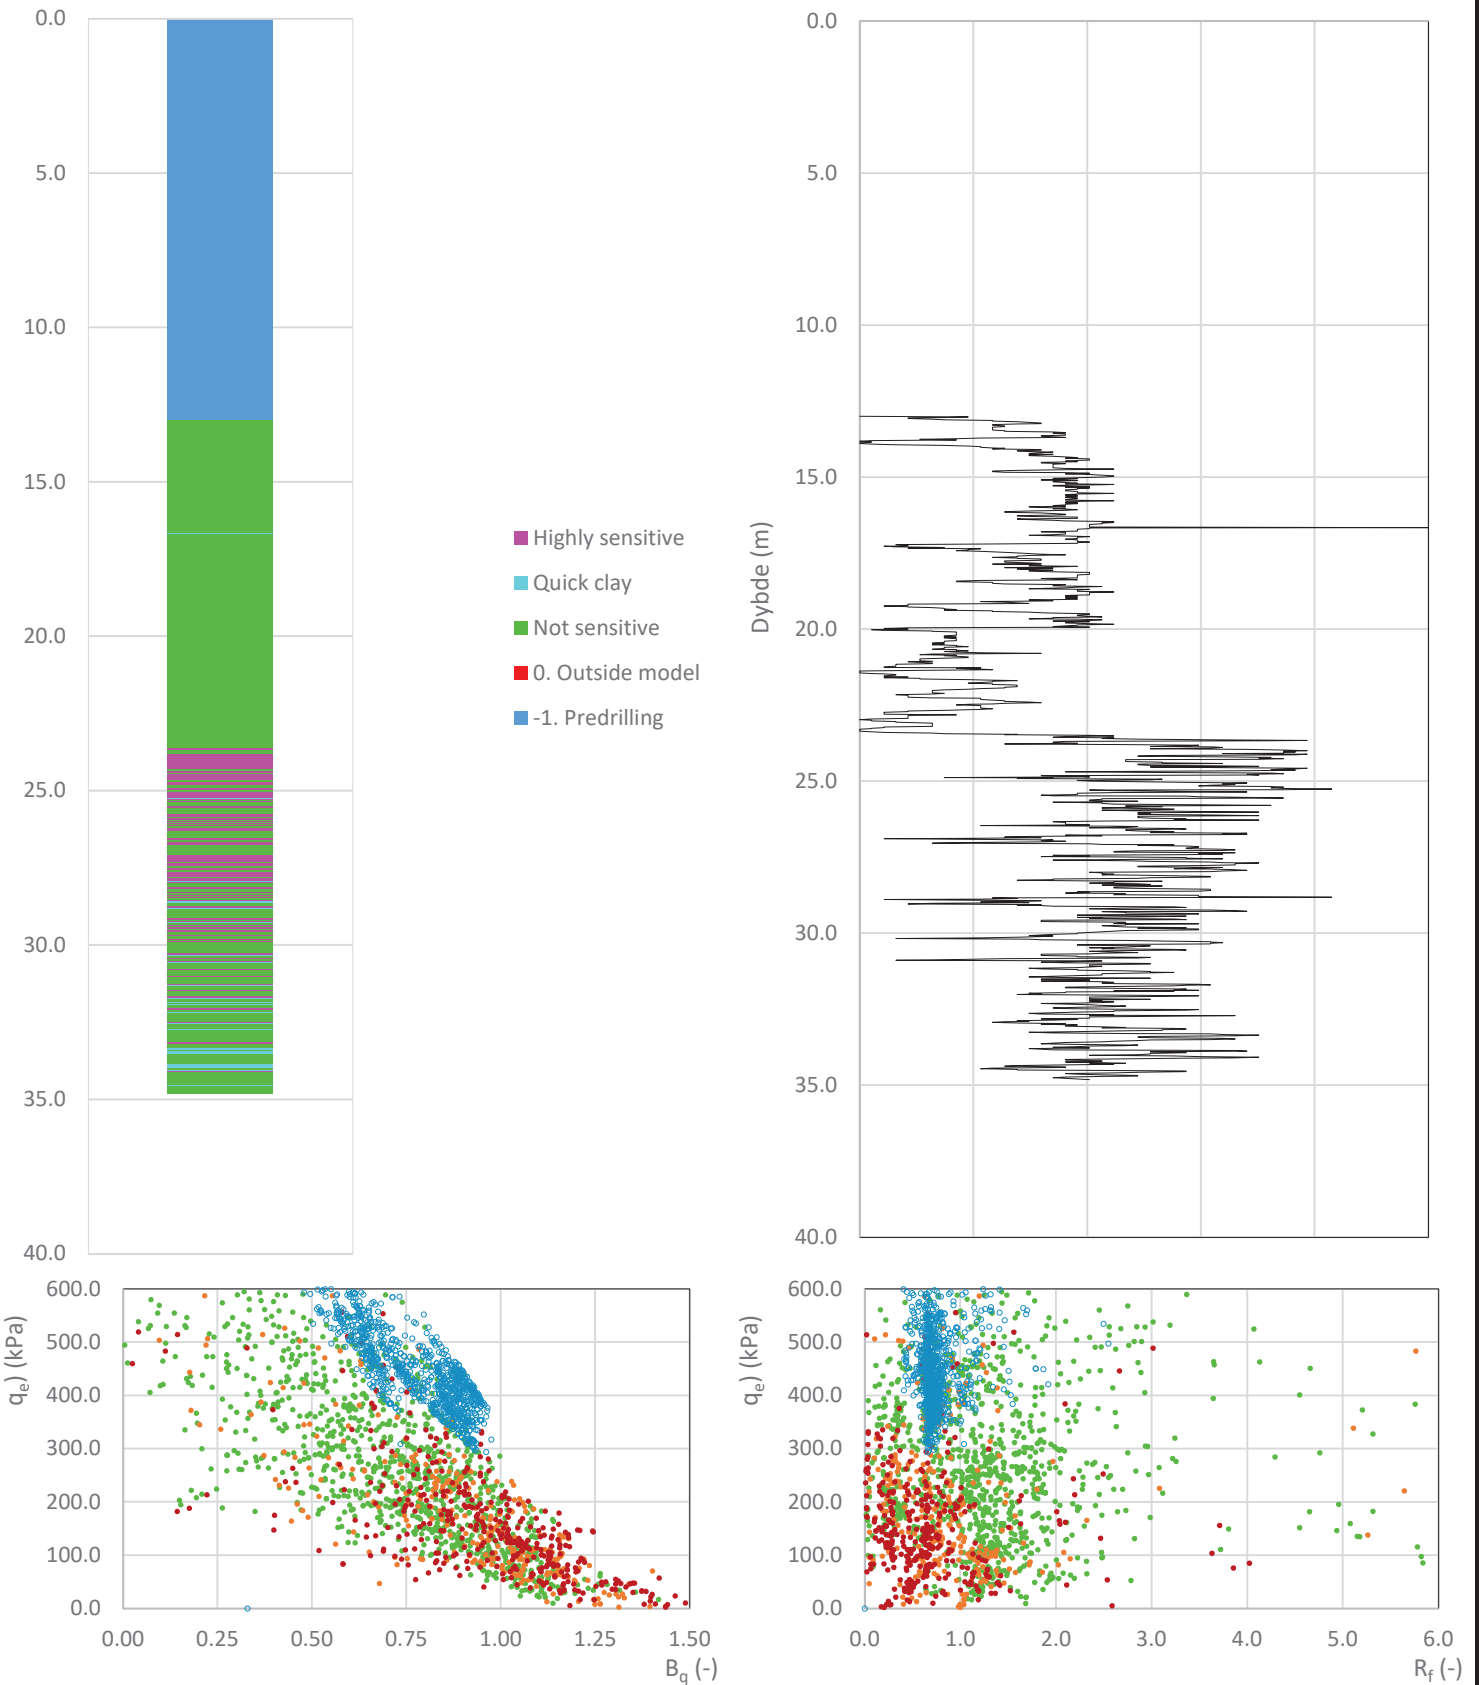 0.0
5.0
10.0
15.0
20.0
25.0
30.0
35.0
40.0
Highly sensitive
Quick clay
Not sensitive
0. Outside model
-1. Predrilling
Dybde (m)
0.0
5.0
10.0
15.0
20.0
25.0
30.0
35.0
40.0
qe) (kPa)
600.0
500.0
400.0
300.0
200.0
100.0
0.0
0.00 0.25 0.50 0.75 1.00 1.25 1.50
Bq (-)
qe) (kPa)
600.0
500.0
400.0
300.0
200.0
100.0
0.0
0.0 1.0 2.0 3.0 4.0 5.0 6.0
Rf (-)